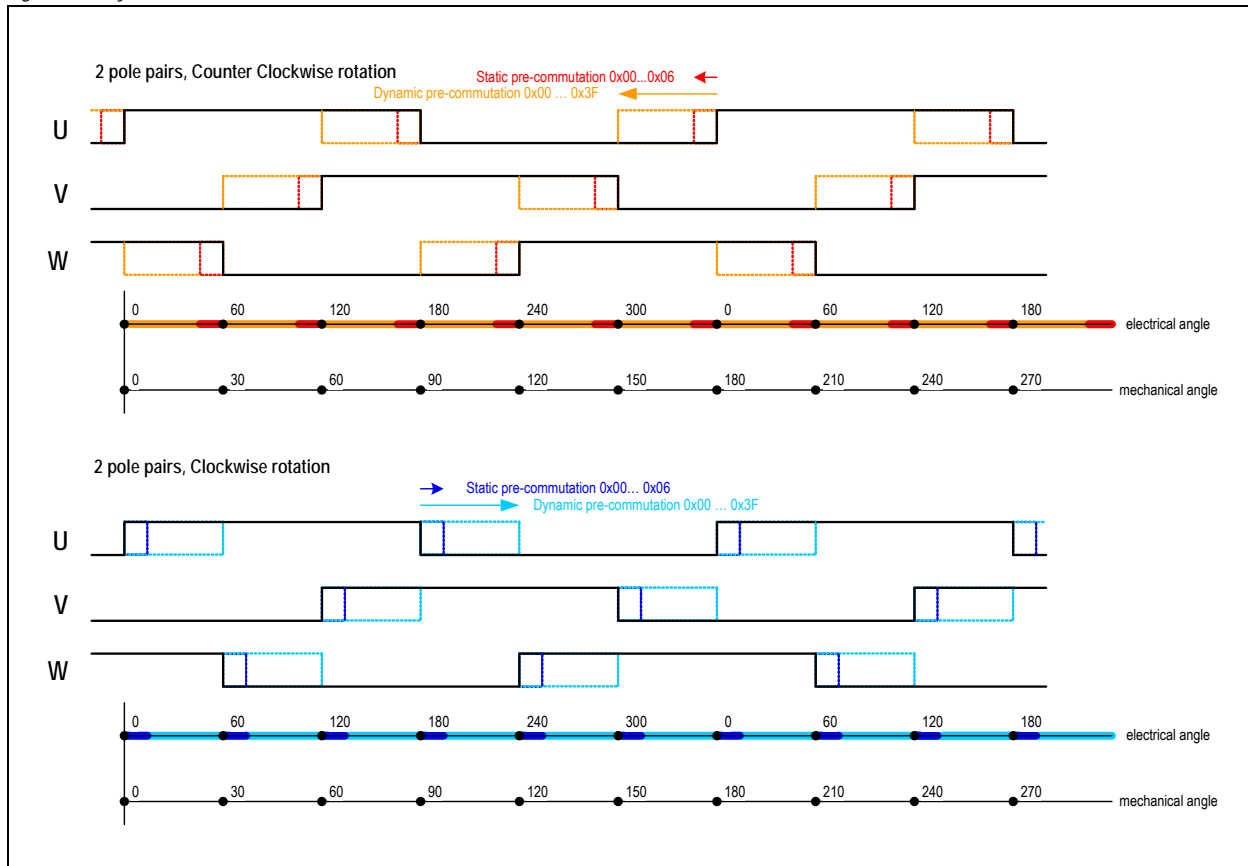 2 pole pairs, Counter Clockwise rotation
Static pre-commutation 0x00...0x06
Dynamic pre-commutation 0x00 … 0x3F
U
V
W
0 60 120 180 240 300 0 60 120 180
electrical angle
0 30 60 90 120 150 180 210 240 270
mechanical angle
2 pole pairs, Clockwise rotation
Static pre-commutation 0x00… 0x06
Dynamic pre-commutation 0x00 … 0x3F
U
V
W
0 60 120 180 240 300 0 60 120 180
electrical angle
0 30 60 90 120 150 180 210 240 270
mechanical angle